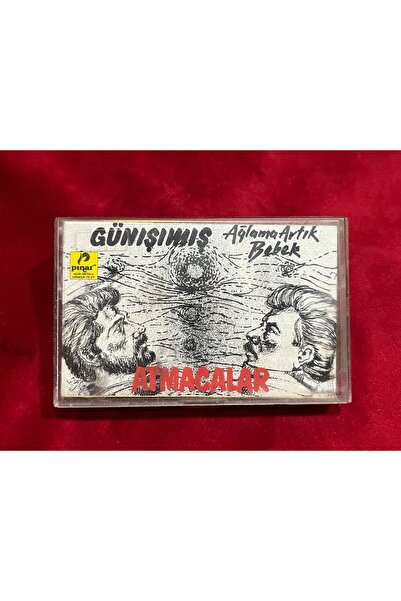 GÜNIŞIMIŞ
Ağlama Artık
Bebek
pınar
ATMACALAR